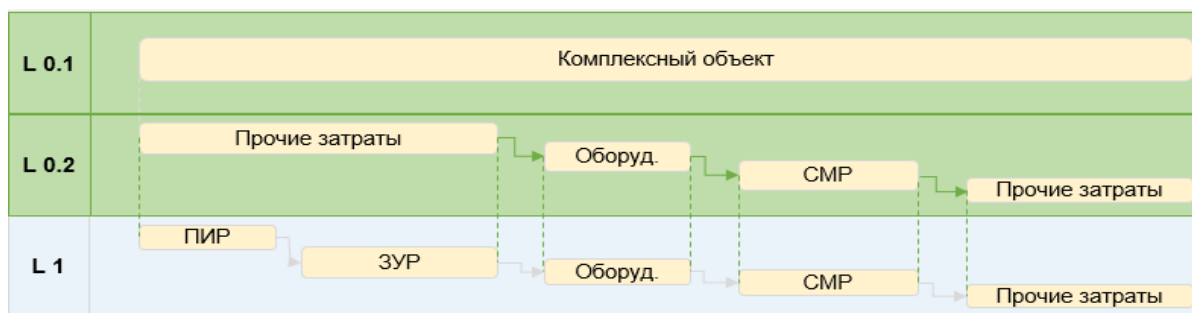 L 0.1
Комплексный объект
L 0.2
Прочие затраты
Оборуд.
СМР
Прочие затраты
L 1
ПИР
ЗУР
Оборуд.
СМР
Прочие затраты